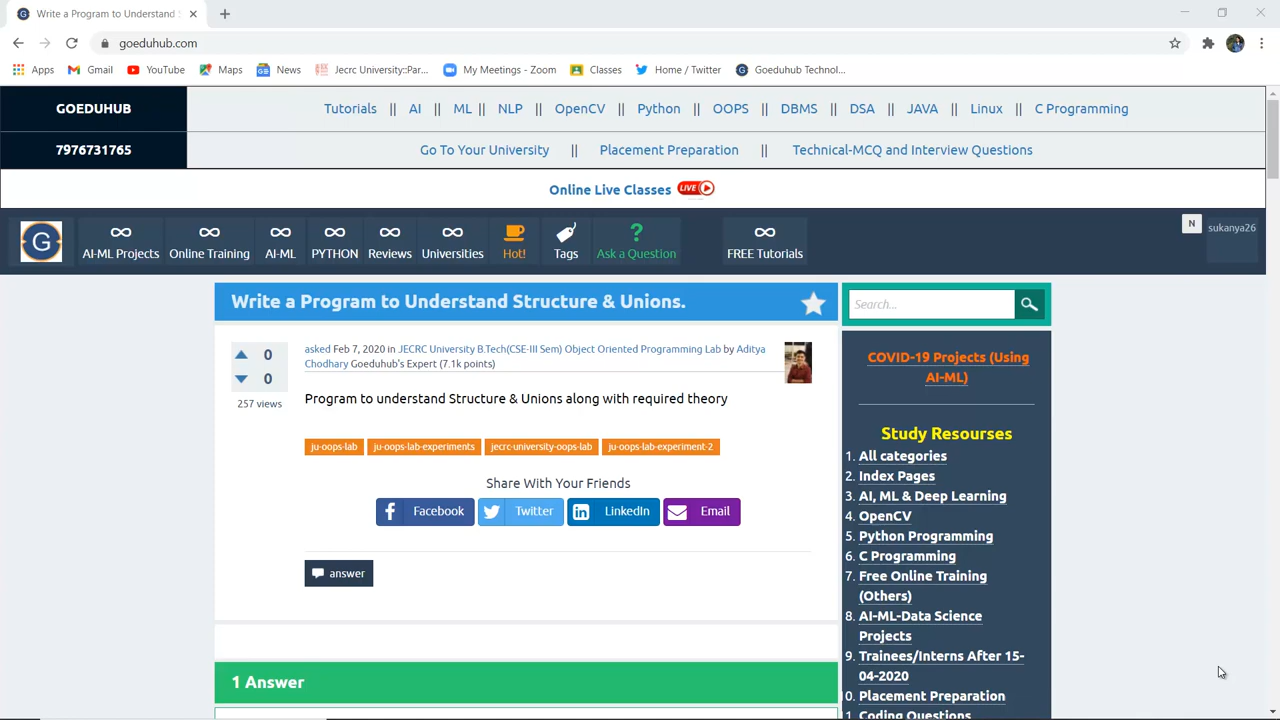 Write a Program to Understand S
goeduhub.com
Apps Gmail YouTube Maps News Jecrc University::Par... My Meetings - Zoom Classes Home / Twitter Goeduhub Technol...
GOEDUHUB Tutorials || AI || ML || NLP || OpenCV || Python || OOPS || DBMS || DSA || JAVA || Linux || C Programming
7976731765 Go To Your University || Placement Preparation || Technical-MCQ and Interview Questions
Online Live Classes LIVE
G AI-ML Projects Online Training AI-ML PYTHON Reviews Universities Hot! Tags Ask a Question FREE Tutorials N sukanya26
Write a Program to Understand Structure & Unions.
0
0
257 views
asked Feb 7, 2020 in JECRC University B.Tech(CSE-III Sem) Object Oriented Programming Lab by Aditya
Chodhary Goeduhub's Expert (7.1k points)
Program to understand Structure & Unions along with required theory
ju-oops-lab ju-oops-lab-experiments jecrc-university-oops-lab ju-oops-lab-experiment-2
Share With Your Friends
Facebook Twitter LinkedIn Email
answer
1 Answer
Search...
COVID-19 Projects (Using
AI-ML)
Study Resourses
1. All categories
2. Index Pages
3. AI, ML & Deep Learning
4. OpenCV
5. Python Programming
6. C Programming
7. Free Online Training
(Others)
8. AI-ML-Data Science
Projects
9. Trainees/Interns After 15-
04-2020
0. Placement Preparation
1. Coding Questions